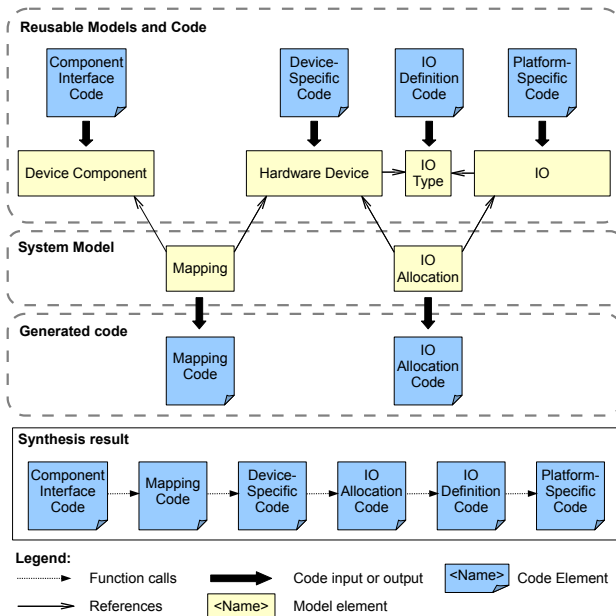 Reusable Models and Code
Component
Interface
Code
Device-
Specific
Code
IO
Definition
Code
Platform-
Specific
Code
Device Component
Hardware Device
IO
Type
IO
System Model
Mapping
IO
Allocation
Generated code
Mapping
Code
IO
Allocation
Code
Synthesis result
Component
Interface
Code
Mapping
Code
Device-
Specific
Code
IO
Allocation
Code
IO
Definition
Code
Platform-
Specific
Code
Legend:
Function calls
Code input or output
<Name>
Code Element
References
<Name>
Model element